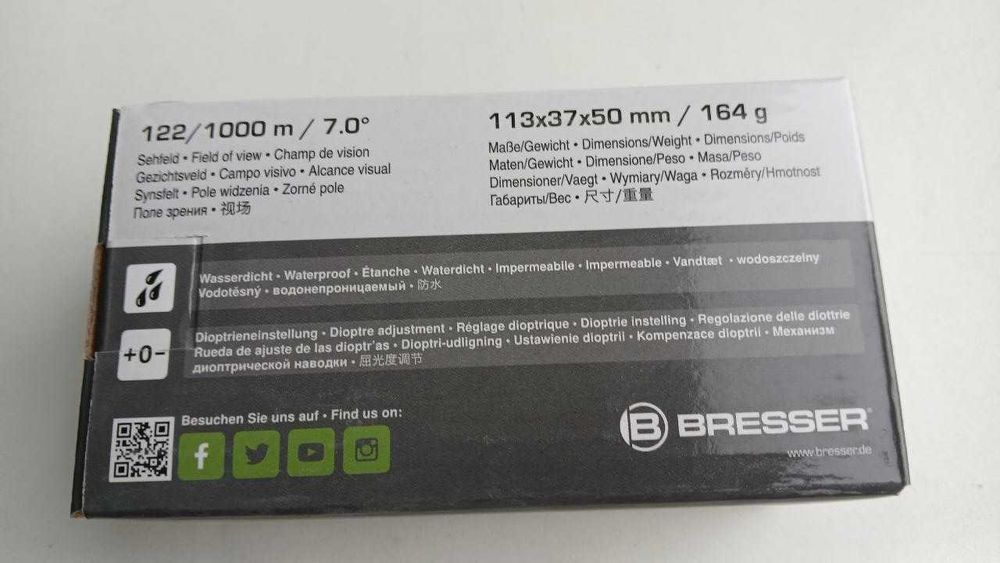 122/1000 m / 7.0°
Sehfeld • Field of view • Champ de vision
Gezichtsveld • Campo visivo • Alcance visual
Synsfelt • Pole widzenia • Zorné pole
Поле зрения • 视场
113x37x50 mm / 164 g
Maße/Gewicht • Dimensions/Weight • Dimensions/Poids
Maten/Gewicht • Dimensione/Peso • Masa/Peso
Dimensioner/Vaegt • Wymiary/Waga • Rozměry/Hmotnost
Габариты/Вес • 尺寸/重量
Wasserdicht • Waterproof • Étanche • Waterdicht • Impermeabile • Impermeable • Vandtæt • wodoszczelny
Vodotěsný • водонепроницаемый • 防水
+0-
Dioptrieneinstellung • Dioptre adjustment • Réglage dioptrique • Dioptrie instelling • Regolazione delle diottrie
Rueda de ajuste de las dioptr'as • Dioptri-udligning • Ustawienie dioptrii • Kompenzace dioptrií • Механизм
диоптрической наводки • 屈光度调节
Besuchen Sie uns auf • Find us on:
B BRESSER®
www.bresser.de